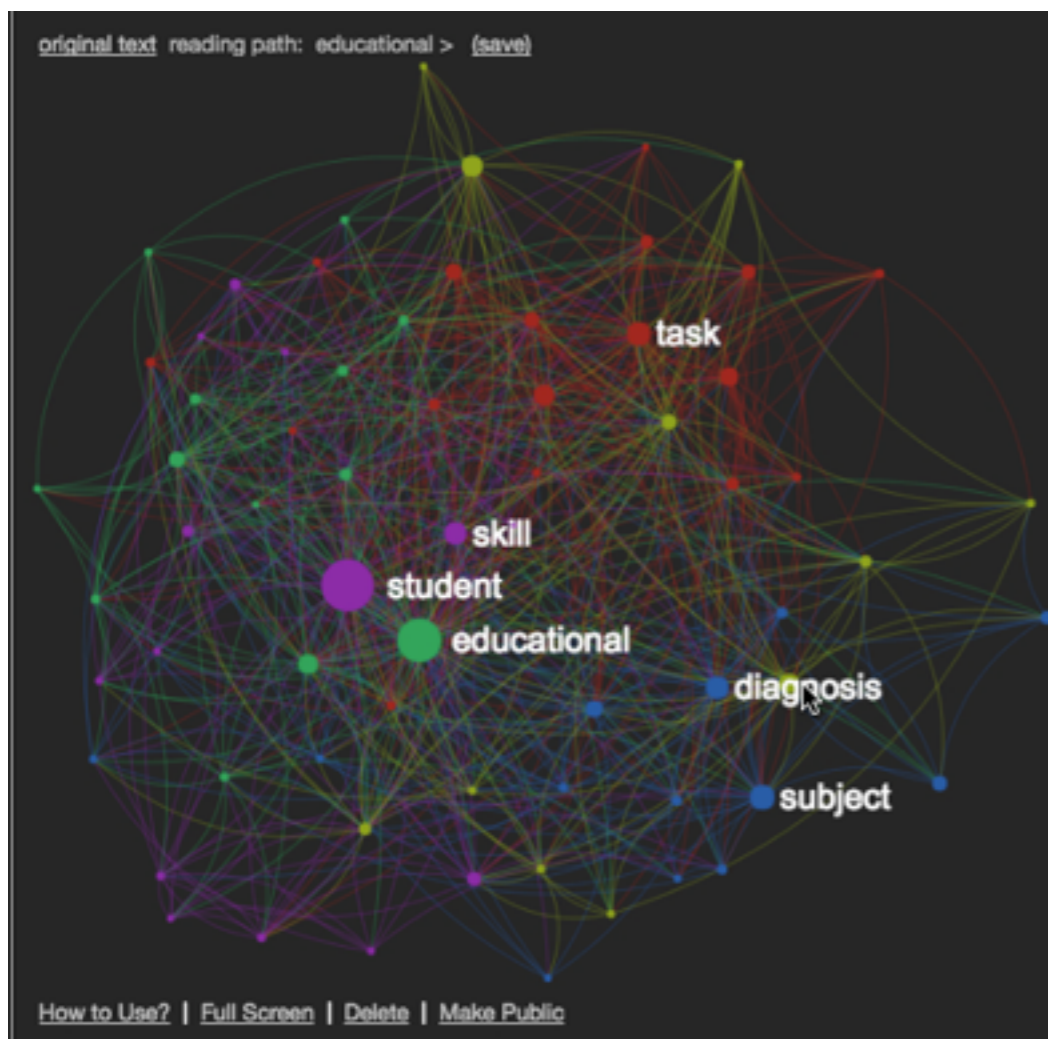 original text reading path: educational > (save)
task
skill
student
educational
diagnosis
subject
How to Use? | Full Screen | Delete | Make Public